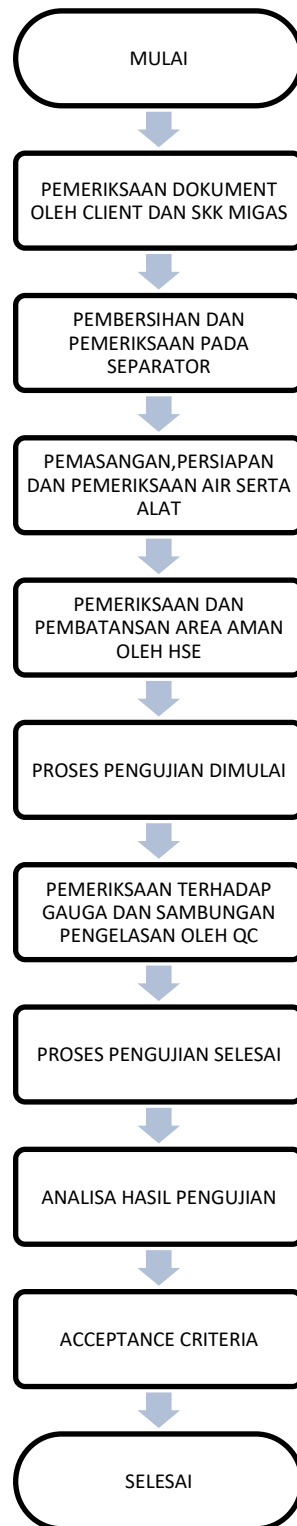 MULAI
PEMERIKSAAN DOKUMENT
OLEH CLIENT DAN SKK MIGAS
PEMBERSIHAN DAN
PEMERIKSAAN PADA
SEPARATOR
PEMASANGAN,PERSIAPAN
DAN PEMERIKSAAN AIR SERTA
ALAT
PEMERIKSAAN DAN
PEMBATANSAN AREA AMAN
OLEH HSE
PROSES PENGUJIAN DIMULAI
PEMERIKSAAN TERHADAP
GAUGA DAN SAMBUNGAN
PENGELASAN OLEH QC
PROSES PENGUJIAN SELESAI
ANALISA HASIL PENGUJIAN
ACCEPTANCE CRITERIA
SELESAI